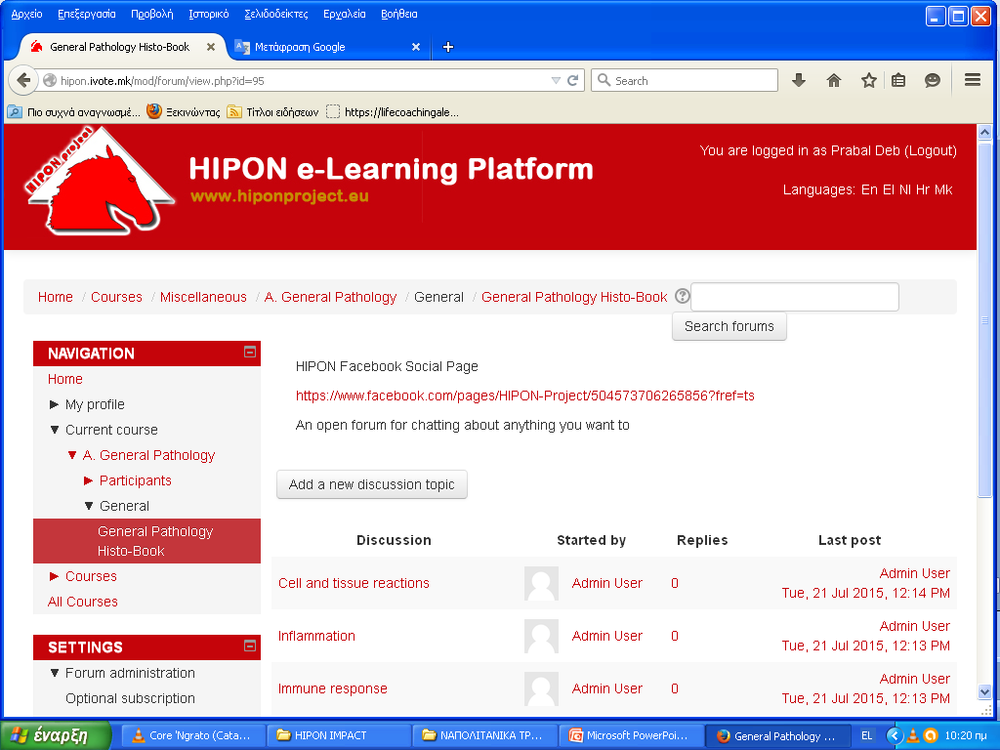 Αρχείο Επεξεργασία Προβολή Ιστορικό Σελιδοδείκτες Εργαλεία Βοήθεια
General Pathology Histo-Book
Μετάφραση Google
hipon.ivote.mk/mod/forum/view.php?id=95
Search
Πιο συχνά αναγνωσμέ...
Ξεκινώντας
Τίτλοι ειδήσεων
https://lifecoachingale...
HIPON project
HIPON e-Learning Platform
www.hiponproject.eu
You are logged in as Prabal Deb (Logout)
Languages: En El Nl Hr Mk
Home / Courses / Miscellaneous / A. General Pathology / General / General Pathology Histo-Book
Search forums
NAVIGATION
Home
My profile
Current course
A. General Pathology
Participants
General
General Pathology
Histo-Book
Courses
All Courses
SETTINGS
Forum administration
Optional subscription
HIPON Facebook Social Page
https://www.facebook.com/pages/HIPON-Project/504573706265856?fref=ts
An open forum for chatting about anything you want to
Add a new discussion topic
Discussion Started by Replies Last post
Cell and tissue reactions Admin User 0 Admin User
Tue, 21 Jul 2015, 12:14 PM
Inflammation Admin User 0 Admin User
Tue, 21 Jul 2015, 12:13 PM
Immune response Admin User 0 Admin User
Tue, 21 Jul 2015, 12:13 PM
έναρξη
Core 'Ngrato (Cata...
HIPON IMPACT
ΝΑΠΟΛΙΤΑΝΙΚΑ ΤΡ...
Microsoft PowerPoi...
General Pathology ...
EL
10:20 πμ